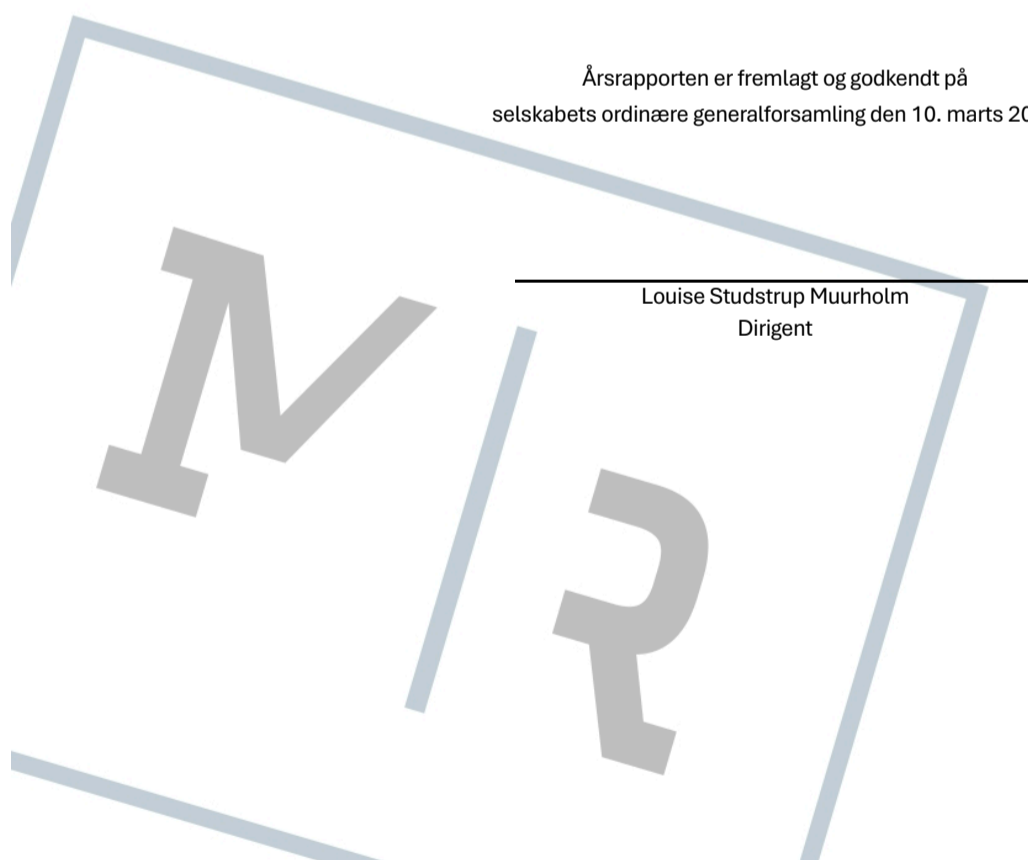 Årsrapporten er fremlagt og godkendt på
selskabets ordinære generalforsamling den 10. marts
Louise Studstrup Muurholm
Dirigent
M
R